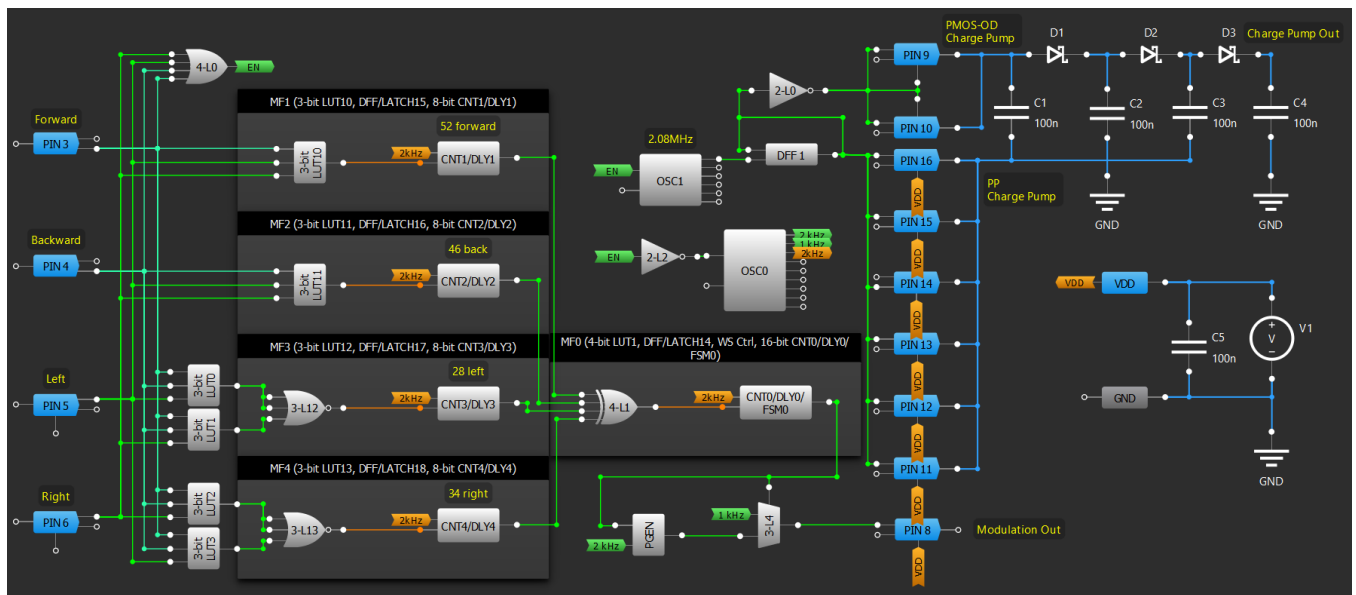 PMOS-OD
Charge Pump
D1
D2
D3
Charge Pump Out
4-L0
EN
PIN 9
2-L0
C1
100n
C2
100n
C3
100n
C4
100n
MF1 (3-bit LUT10, DFF/LATCH15, 8-bit CNT1/DLY1)
Forward
PIN 3
52 forward
3-bit
LUT10
2kHz
CNT1/DLY1
2.08MHz
PIN 10
DFF 1
PIN 16
EN
OSC1
PP
Charge Pump
VDD
GND
GND
MF2 (3-bit LUT11, DFF/LATCH16, 8-bit CNT2/DLY2)
PIN 15
Backward
PIN 4
46 back
3-bit
LUT11
2kHz
CNT2/DLY2
EN
2-L2
OSC0
2 kHz
1 kHz
2kHz
VDD
PIN 14
VDD
VDD
VDD
V1
+
V
−
C5
100n
MF3 (3-bit LUT12, DFF/LATCH17, 8-bit CNT3/DLY3)
MF0 (4-bit LUT1, DFF/LATCH14, WS Ctrl, 16-bit CNT0/DLY0/
FSM0)
PIN 13
Left
PIN 5
3-bit
LUT0
3-bit
LUT1
3-L12
28 left
2kHz
CNT3/DLY3
4-L1
2kHz
CNT0/DLY0/
FSM0
VDD
PIN 12
GND
VDD
GND
MF4 (3-bit LUT13, DFF/LATCH18, 8-bit CNT4/DLY4)
PIN 11
Right
PIN 6
3-bit
LUT2
3-bit
LUT3
3-L13
34 right
2kHz
CNT4/DLY4
VDD
PGEN
2 kHz
1 kHz
3-L4
PIN 8
Modulation Out
VDD